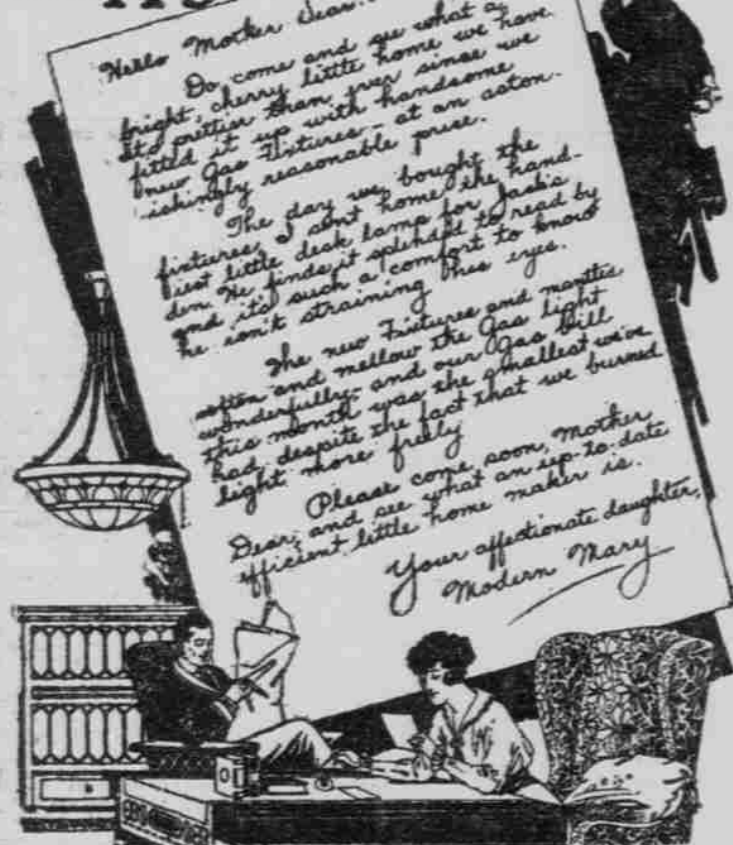 Hello Mother Dear:
Do come and see what a
bright, cherry little home we have.
Its prettier than ever since we
fitted it up with handsome
new Gas Fixtures - at an aston-
ishingly reasonable price.
The day we bought the
fixtures I sent home the hand-
iest little desk lamp for Jack's
den. He finds it splended to read by
and it's such a comfort to know
he isn't straining his eyes.
The new Fixtures and mantles
soften and mellow the Gas light
wonderfully - and our Gas bill
this month was the smallest we've
had, despite the fact that we burned
light more freely
Please come soon, Mother
Dear, and see what an up-to-date
efficient little home maker is.
Your affectionate daughter,
Modern Mary